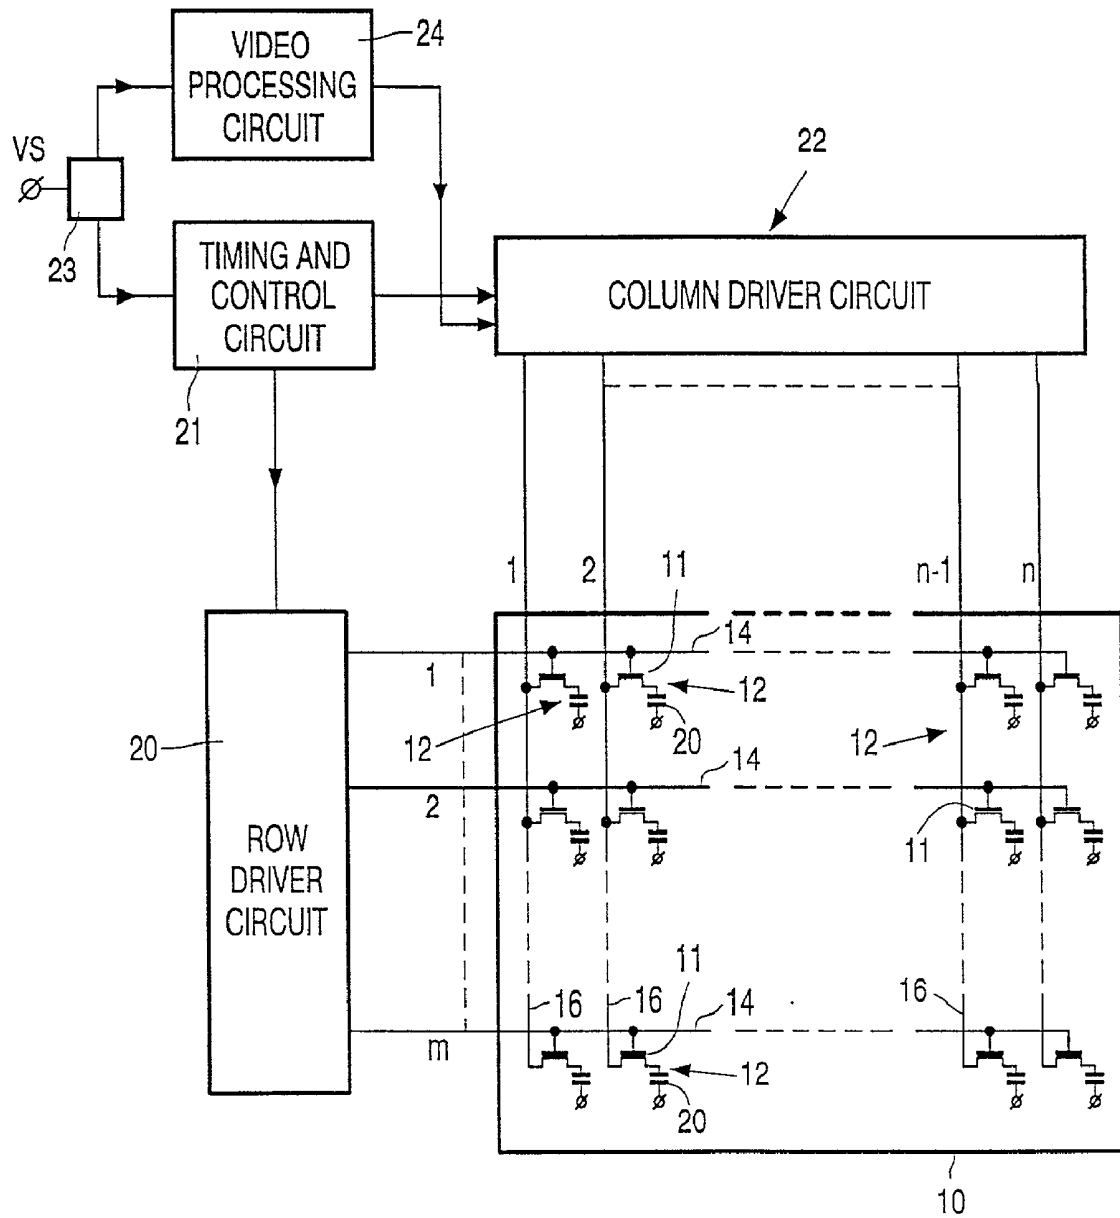 VIDEO
PROCESSING
CIRCUIT
24
VS
23
TIMING AND
CONTROL
CIRCUIT
21
22
COLUMN DRIVER CIRCUIT
1
2
11
n-1
n
14
1
12
12
20
12
20
14
2
11
ROW
DRIVER
CIRCUIT
16
16
11
14
16
m
12
20
10